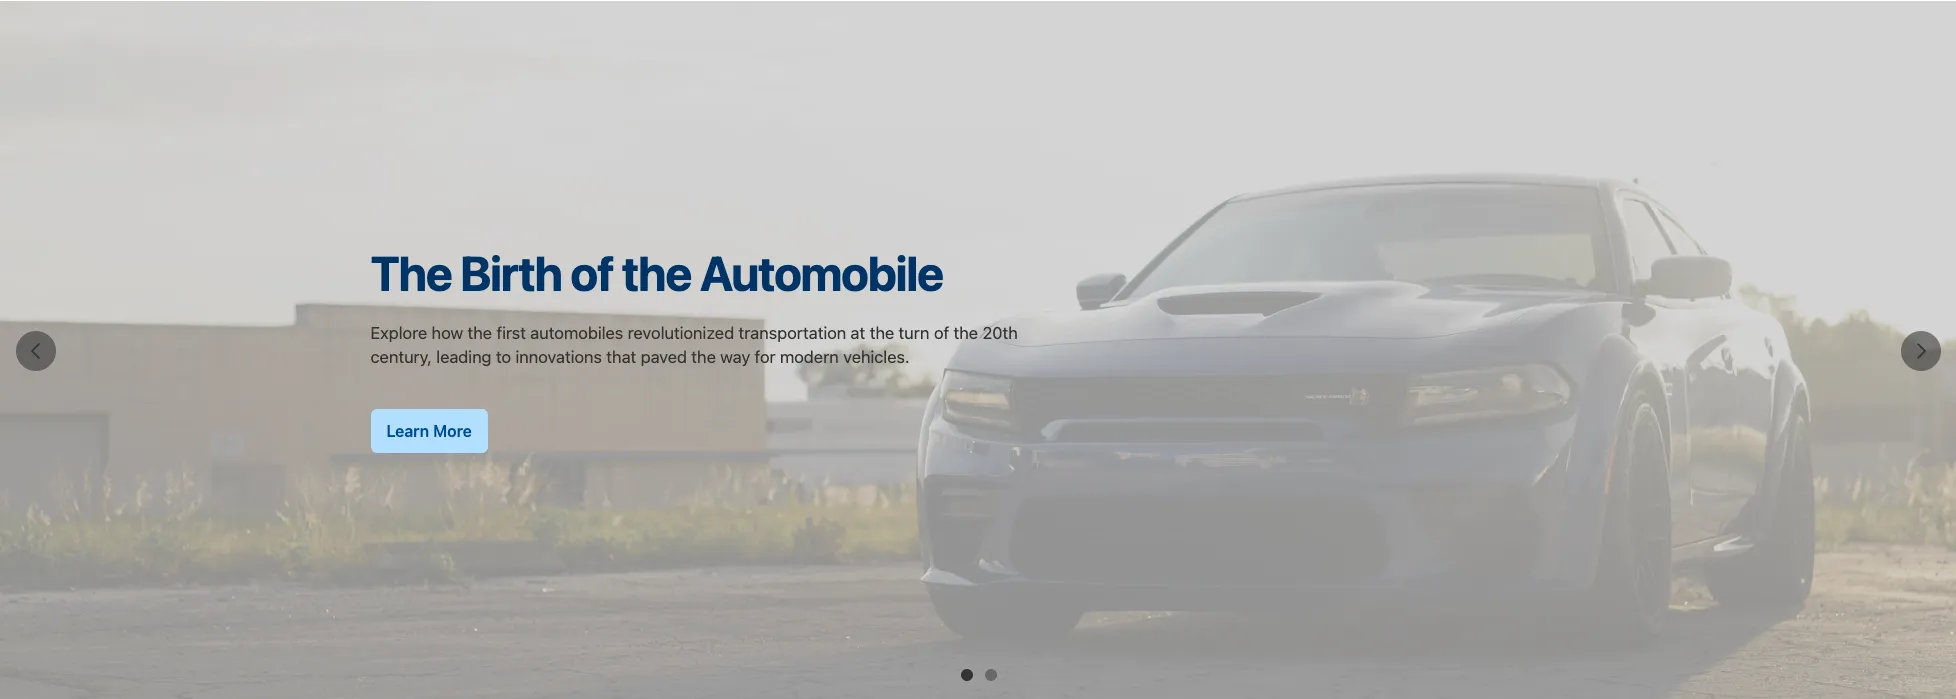 The Birth of the Automobile
Explore how the first automobiles revolutionized transportation at the turn of the 20th
century, leading to innovations that paved the way for modern vehicles.
Learn More